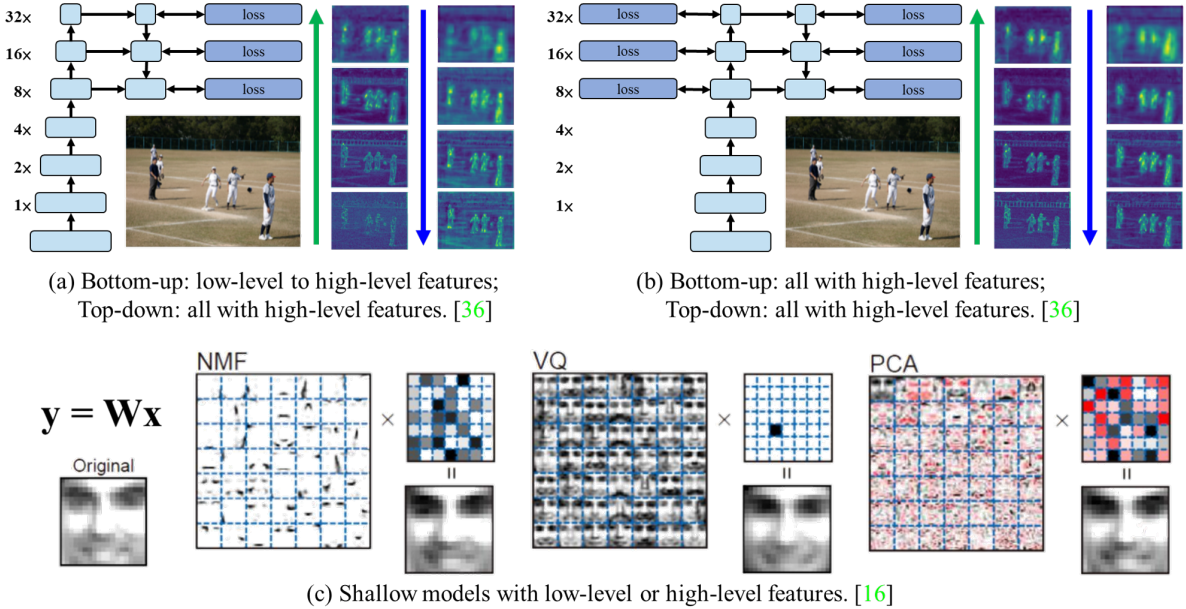 32×
loss
loss
32×
loss
16×
loss
loss
16×
loss
8×
loss
loss
8×
loss
4×
4×
2×
2×
1×
1×
(a) Bottom-up: low-level to high-level features;
Top-down: all with high-level features. [36]
(b) Bottom-up: all with high-level features;
Top-down: all with high-level features. [36]
NMF
VQ
PCA
y = Wx
×
×
×
Original
=
=
=
(c) Shallow models with low-level or high-level features. [16]